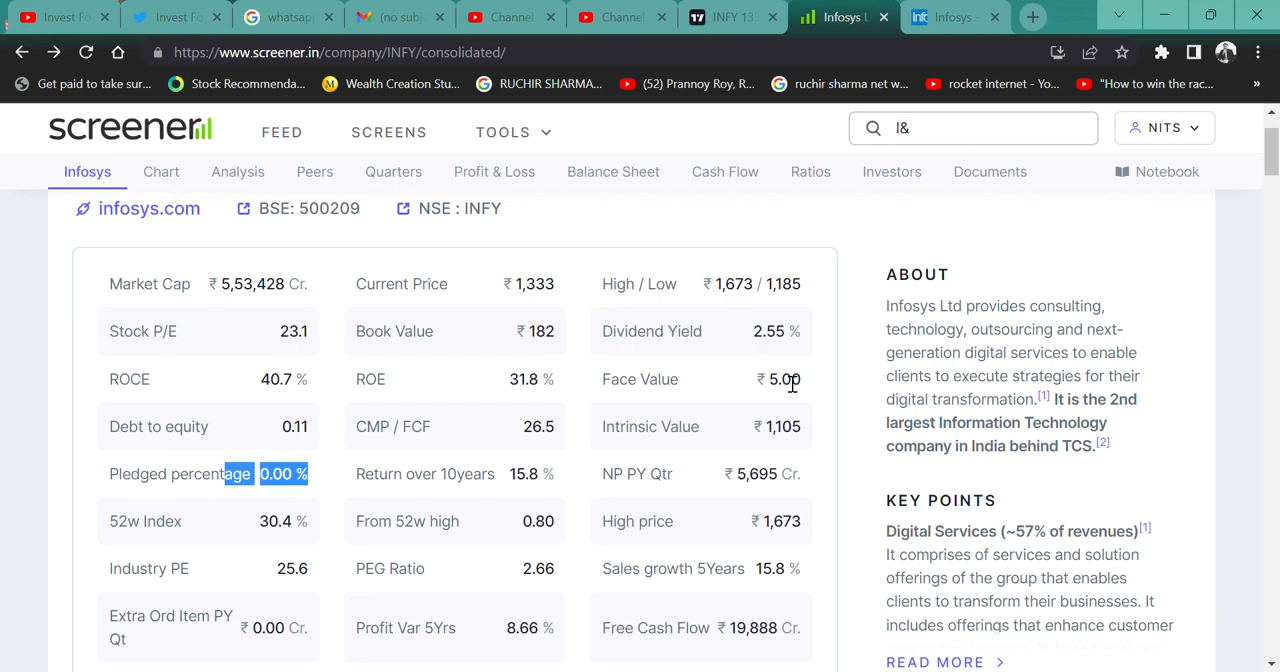 Invest Fo
Invest Fo
whatsap
(no subj
Channel
Channel
INFY 133
Infosys L
Infosys -
https://www.screener.in/company/INFY/consolidated/
Get paid to take sur...
Stock Recommenda...
Wealth Creation Stu...
RUCHIR SHARMA...
(52) Prannoy Roy, R...
ruchir sharma net w...
rocket internet - Yo...
"How to win the rac...
»
screener
FEED
SCREENS
TOOLS
l&
NITS
Infosys
Chart
Analysis
Peers
Quarters
Profit & Loss
Balance Sheet
Cash Flow
Ratios
Investors
Documents
Notebook
infosys.com
BSE: 500209
NSE : INFY
Market Cap ₹ 5,53,428 Cr.
Current Price ₹ 1,333
High / Low ₹ 1,673 / 1,185
Stock P/E 23.1
Book Value ₹ 182
Dividend Yield 2.55 %
ROCE 40.7 %
ROE 31.8 %
Face Value ₹ 5.00
Debt to equity 0.11
CMP / FCF 26.5
Intrinsic Value ₹ 1,105
Pledged percentage 0.00 %
Return over 10years 15.8 %
NP PY Qtr ₹ 5,695 Cr.
52w Index 30.4 %
From 52w high 0.80
High price ₹ 1,673
Industry PE 25.6
PEG Ratio 2.66
Sales growth 5Years 15.8 %
Extra Ord Item PY
Qt ₹ 0.00 Cr.
Profit Var 5Yrs 8.66 %
Free Cash Flow ₹ 19,888 Cr.
ABOUT
Infosys Ltd provides consulting,
technology, outsourcing and next-
generation digital services to enable
clients to execute strategies for their
digital transformation.[1] It is the 2nd
largest Information Technology
company in India behind TCS.[2]
KEY POINTS
Digital Services (~57% of revenues)[1]
It comprises of services and solution
offerings of the group that enables
clients to transform their businesses. It
includes offerings that enhance customer
READ MORE